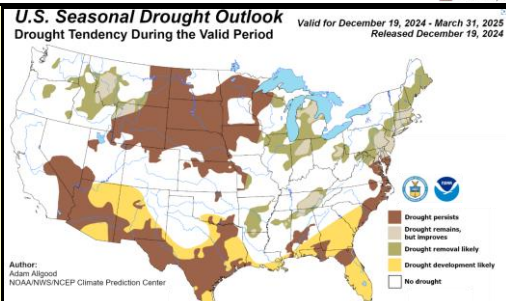 U.S. Seasonal Drought Outlook
Drought Tendency During the Valid Period
Valid for December 19, 2024 - March 31, 2025
Released December 19, 2024
Drought persists
Drought remains,
but improves
Drought removal likely
Drought development likely
No drought
Author:
Adam Allgood
NOAA/NWS/NCEP Climate Prediction Center